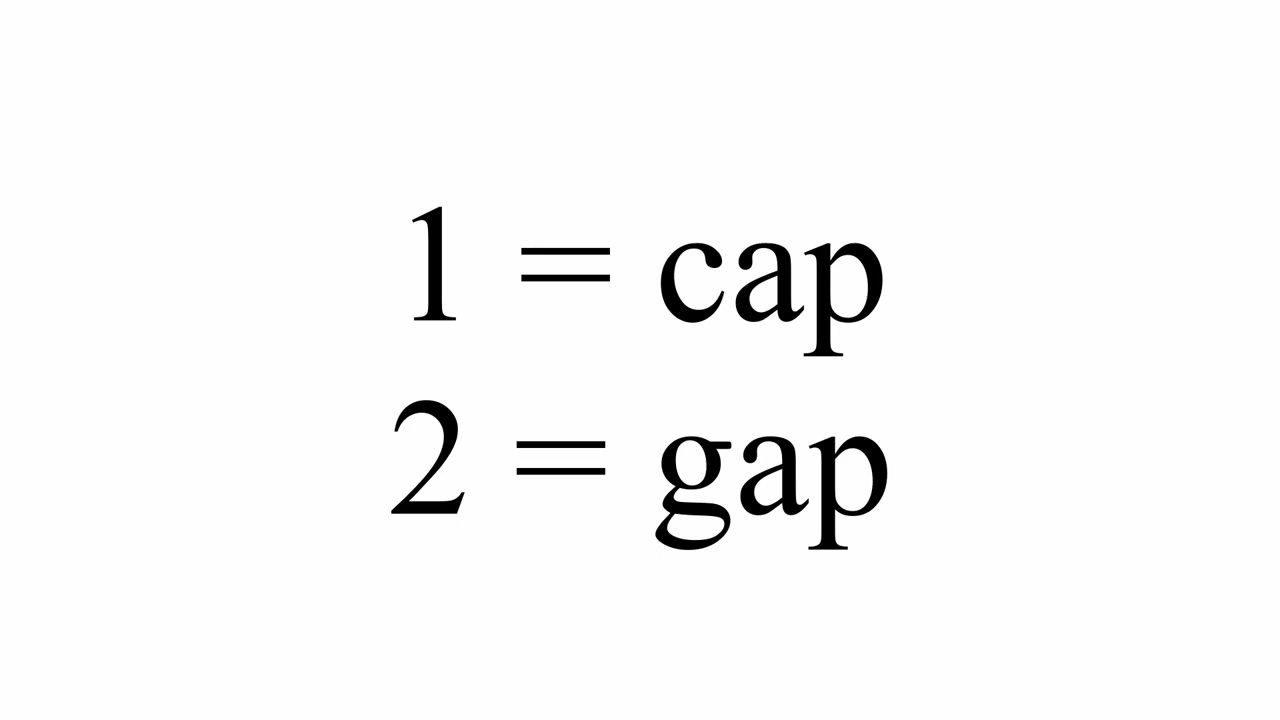 1 = cap
2 = gap